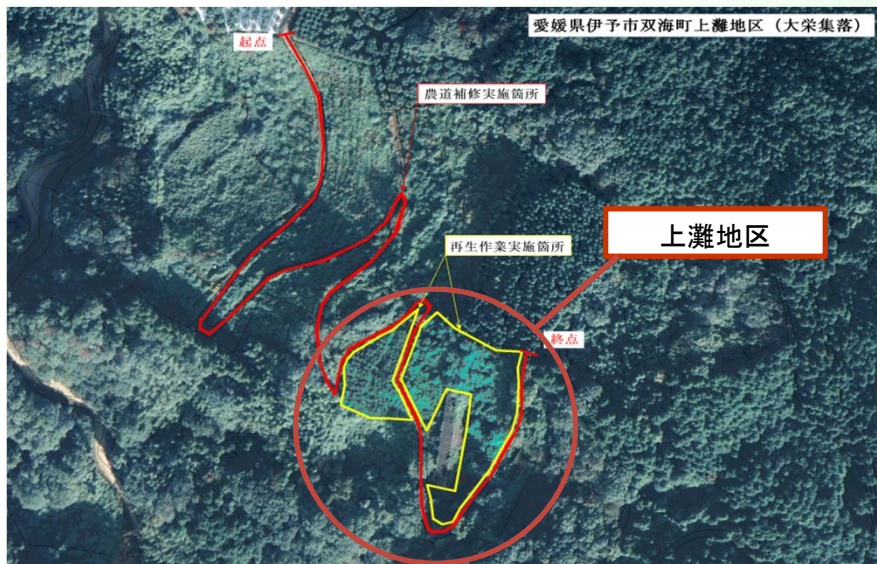 愛媛県伊予市双海町上灘地区（大栄集落）
起点
農道補修実施箇所
上灘地区
再生作業実施箇所
終点